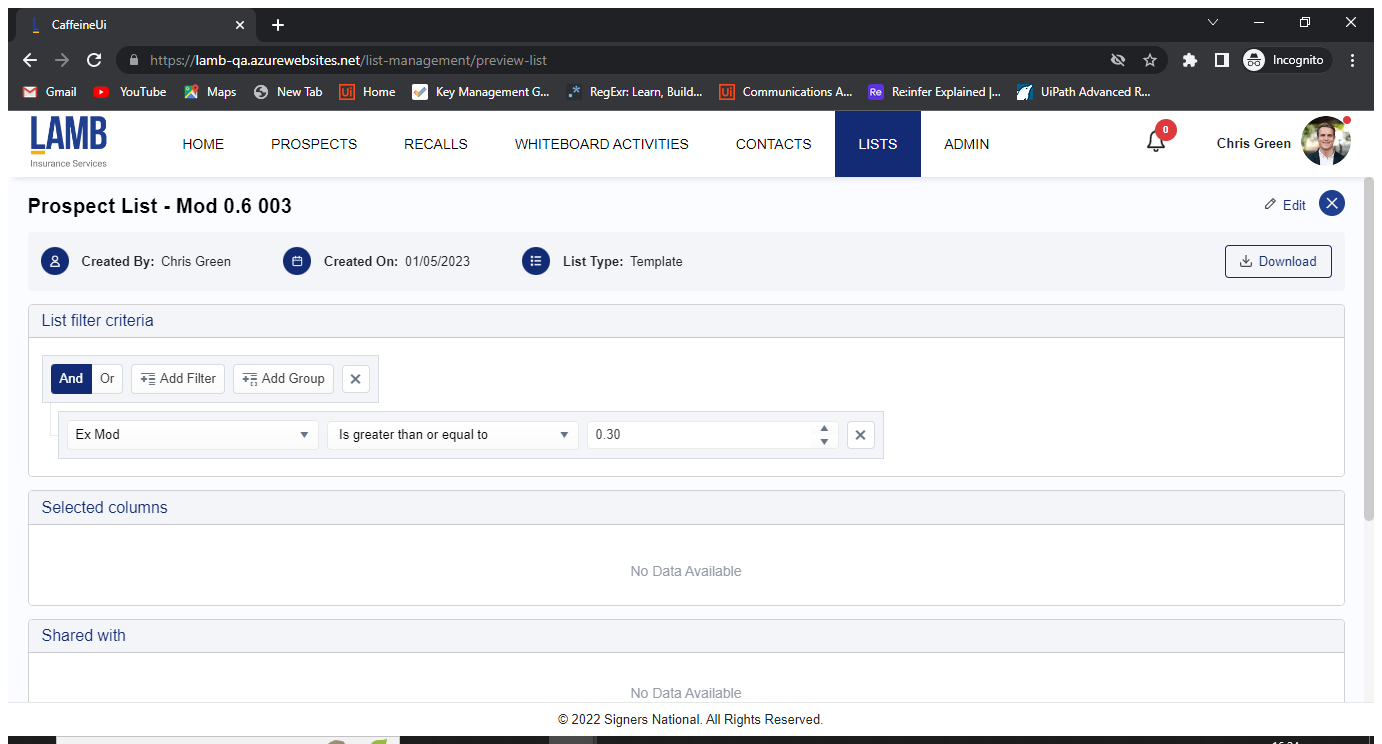 CaffeineUi
https://lamb-qa.azurewebsites.net/list-management/preview-list
Incognito
Gmail YouTube Maps New Tab Ui Home Key Management G... .* RegExr: Learn, Build... Ui Communications A... Re Re:infer Explained |... UiPath Advanced R...
LAMB
Insurance Services
HOME PROSPECTS RECALLS WHITEBOARD ACTIVITIES CONTACTS LISTS ADMIN 0 Chris Green
Prospect List - Mod 0.6 003
Edit
Created By: Chris Green Created On: 01/05/2023 List Type: Template Download
List filter criteria
And Or Add Filter Add Group
Ex Mod Is greater than or equal to 0.30
Selected columns
No Data Available
Shared with
No Data Available
© 2022 Signers National. All Rights Reserved.